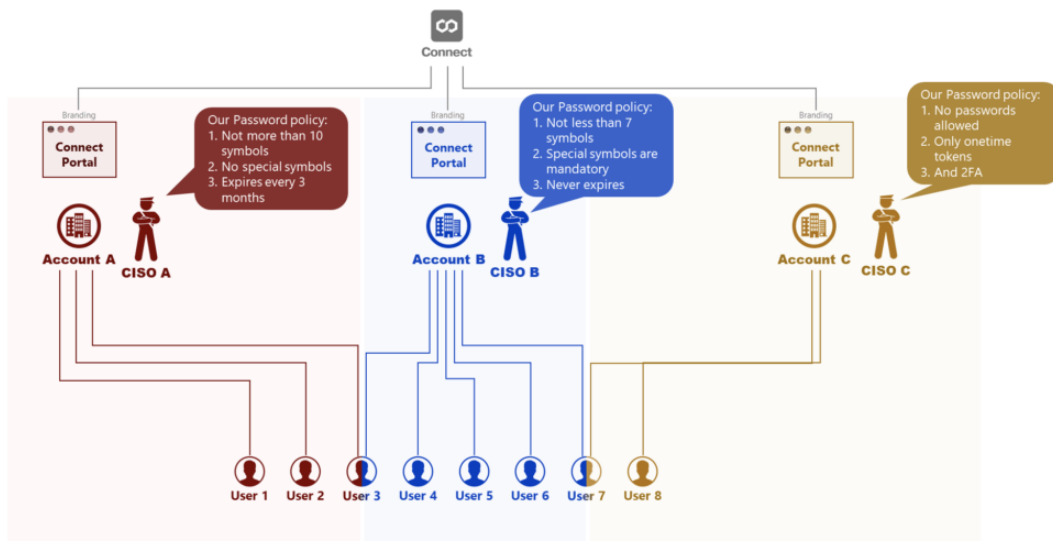 Connect
Branding
Connect
Portal
Our Password policy:
1. Not more than 10
symbols
2. No special symbols
3. Expires every 3
months
Account A
CISO A
Branding
Connect
Portal
Our Password policy:
1. Not less than 7
symbols
2. Special symbols are
mandatory
3. Never expires
Account B
CISO B
Branding
Connect
Portal
Our Password policy:
1. No passwords
allowed
2. Only onetime
tokens
3. And 2FA
Account C
CISO C
User 1
User 2
User 3
User 4
User 5
User 6
User 7
User 8